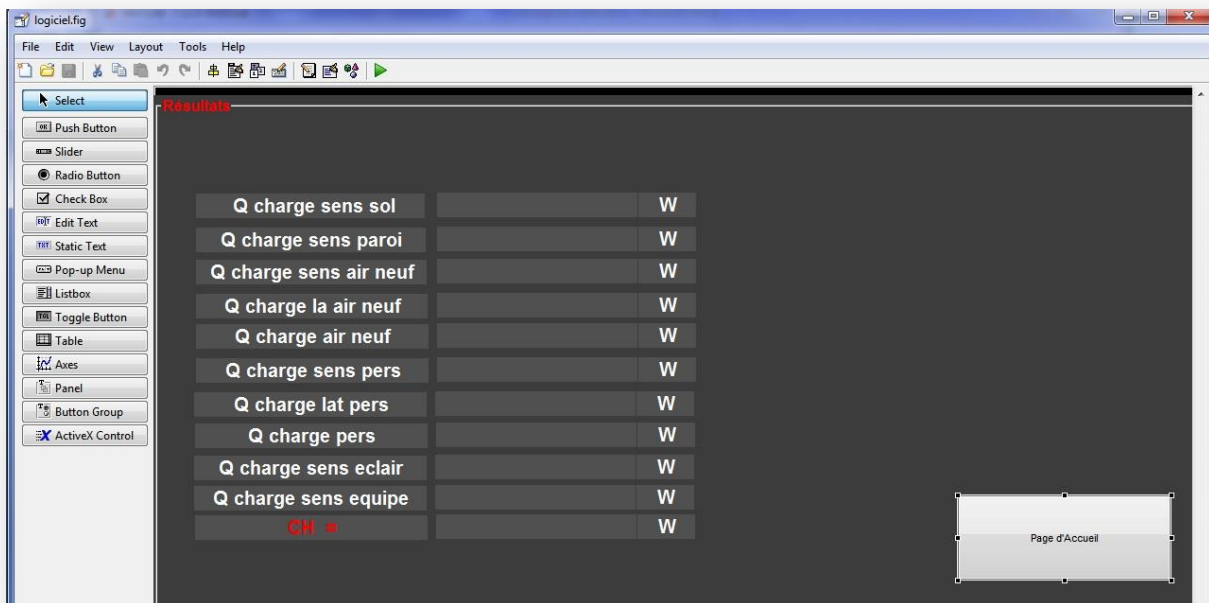 logiciel.fig
File Edit View Layout Tools Help
Select
Push Button
Slider
Radio Button
Check Box
Edit Text
Static Text
Pop-up Menu
Listbox
Toggle Button
Table
Axes
Panel
Button Group
ActiveX Control
Résultats
Q charge sens sol W
Q charge sens paroi W
Q charge sens air neuf W
Q charge la air neuf W
Q charge air neuf W
Q charge sens pers W
Q charge lat pers W
Q charge pers W
Q charge sens eclair W
Q charge sens equipe W
CH = W
Page d'Accueil